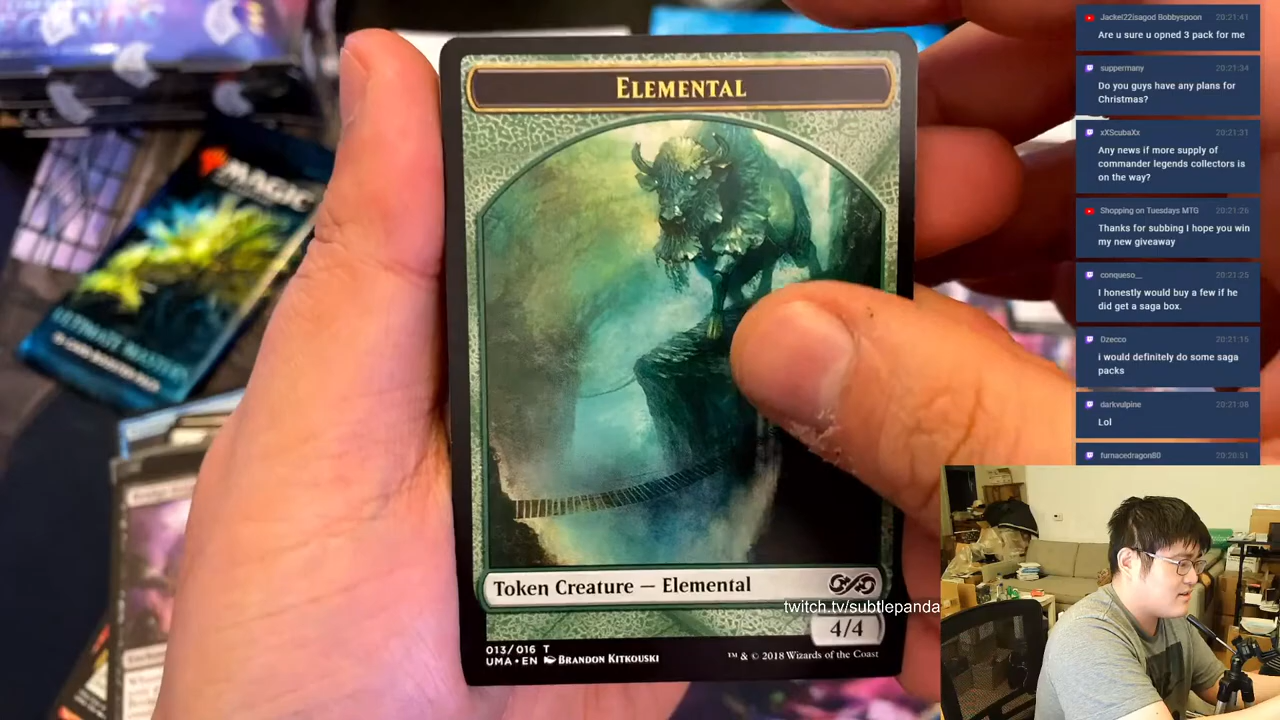 ELEMENTAL
Token Creature — Elemental
4/4
013/016 T
UMA • EN BRANDON KITKOUSKI
™ & © 2018 Wizards of the Coast
twitch.tv/subtlepanda
MAGIC
ULTIMATE MASTERS
Jackel22isagod Bobbyspoon 20:21:41
Are u sure u opned 3 pack for me
suppermany 20:21:34
Do you guys have any plans for
Christmas?
xXScubaXx 20:21:31
Any news if more supply of
commander legends collectors is
on the way?
Shopping on Tuesdays MTG 20:21:26
Thanks for subbing I hope you win
my new giveaway
conqueso__ 20:21:25
I honestly would buy a few if he
did get a saga box.
Dzecco 20:21:15
i would definitely do some saga
packs
darkvulpine 20:21:08
Lol
furnacedragon80 20:20:51